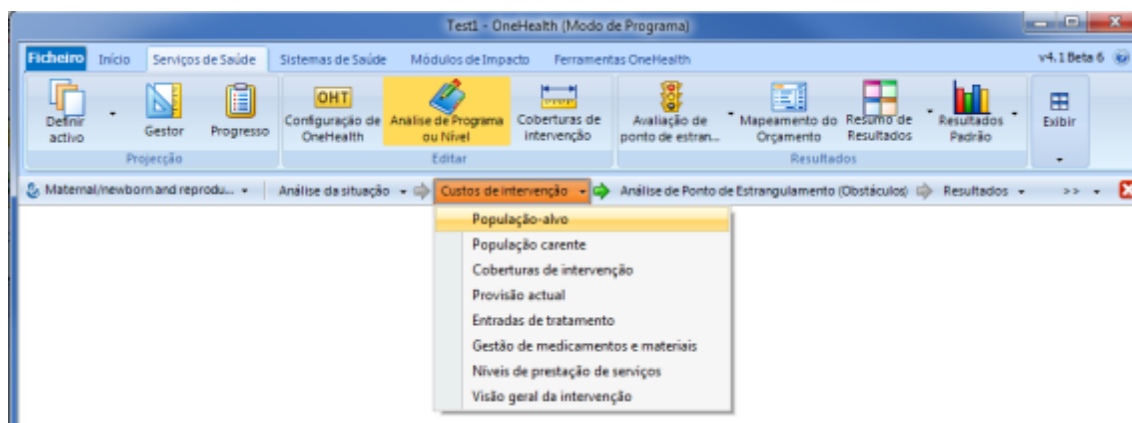 Test1 - OneHealth (Modo de Programa)
Ficheiro Início Serviços de Saúde Sistemas de Saúde Módulos de Impacto Ferramentas OneHealth v4.1 Beta 6
Definir activo
Gestor
Progresso
OHT
Configuração de OneHealth
Análise de Programa ou Nível
Coberturas de intervenção
Avaliação de ponto de estran...
Mapeamento do Orçamento
Resumo de Resultados
Resultados Padrão
Exibir
Projecção Editar Resultados
Maternal/newborn and reprodu... Análise da situação Custos de intervenção Análise de Ponto de Estrangulamento (Obstáculos) Resultados >>
População-alvo
População carente
Coberturas de intervenção
Provisão actual
Entradas de tratamento
Gestão de medicamentos e materiais
Níveis de prestação de serviços
Visão geral da intervenção